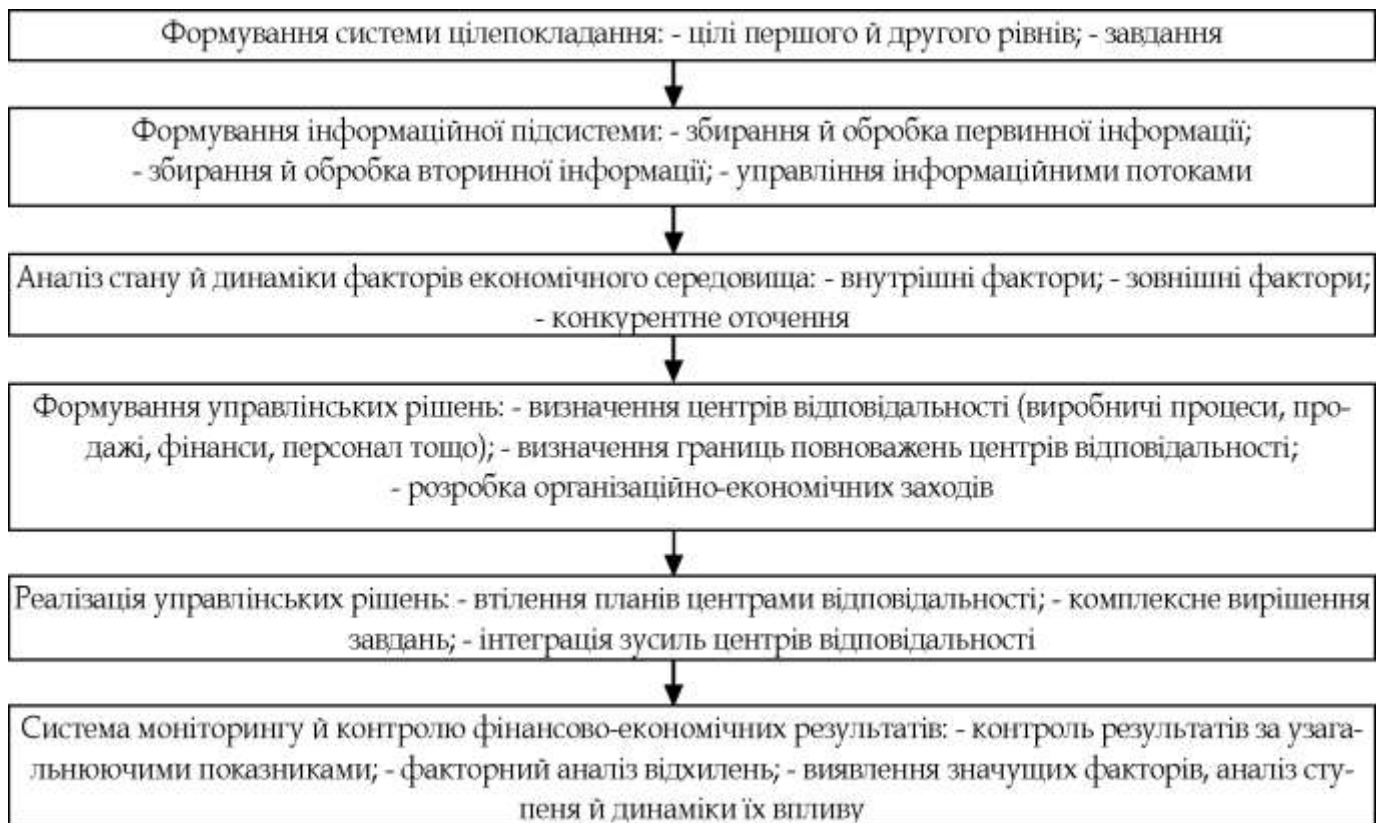 Формування системи цілепокладання: - цілі першого й другого рівнів; - завдання
Формування інформаційної підсистеми: - збирання й обробка первинної інформації;
- збирання й обробка вторинної інформації; - управління інформаційними потоками
Аналіз стану й динаміки факторів економічного середовища: - внутрішні фактори; - зовнішні фактори;
- конкурентне оточення
Формування управлінських рішень: - визначення центрів відповідальності (виробничі процеси, про-
дажі, фінанси, персонал тощо); - визначення границь повноважень центрів відповідальності;
- розробка організаційно-економічних заходів
Реалізація управлінських рішень: - втілення планів центрами відповідальності; - комплексне вирішення
завдань; - інтеграція зусиль центрів відповідальності
Система моніторингу й контролю фінансово-економічних результатів: - контроль результатів за узага-
льнюючими показниками; - факторний аналіз відхилень; - виявлення значущих факторів, аналіз сту-
пеня й динаміки їх впливу